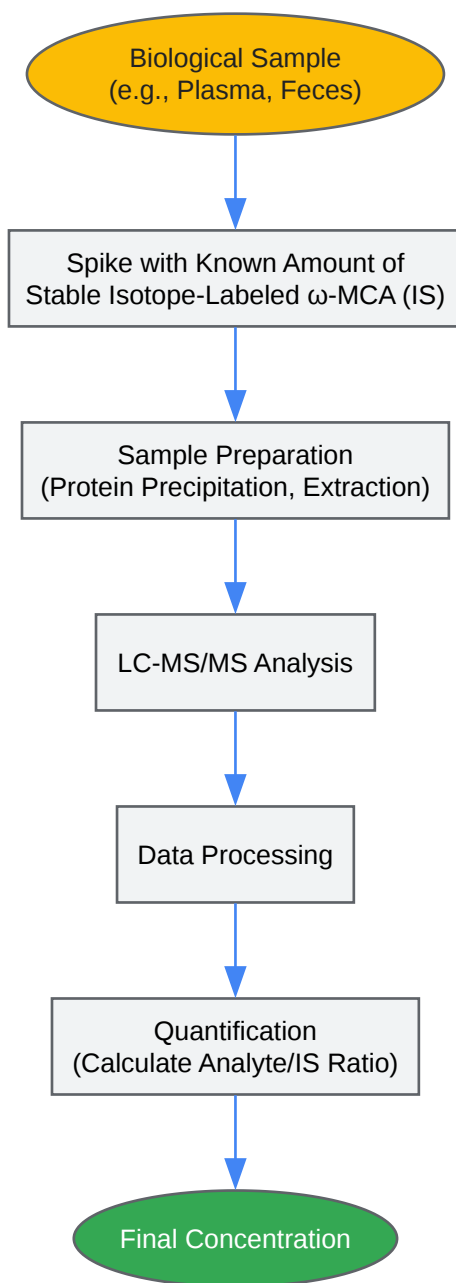 Biological Sample
(e.g., Plasma, Feces)
Spike with Known Amount of
Stable Isotope-Labeled ω-MCA (IS)
Sample Preparation
(Protein Precipitation, Extraction)
LC-MS/MS Analysis
Data Processing
Quantification
(Calculate Analyte/IS Ratio)
Final Concentration